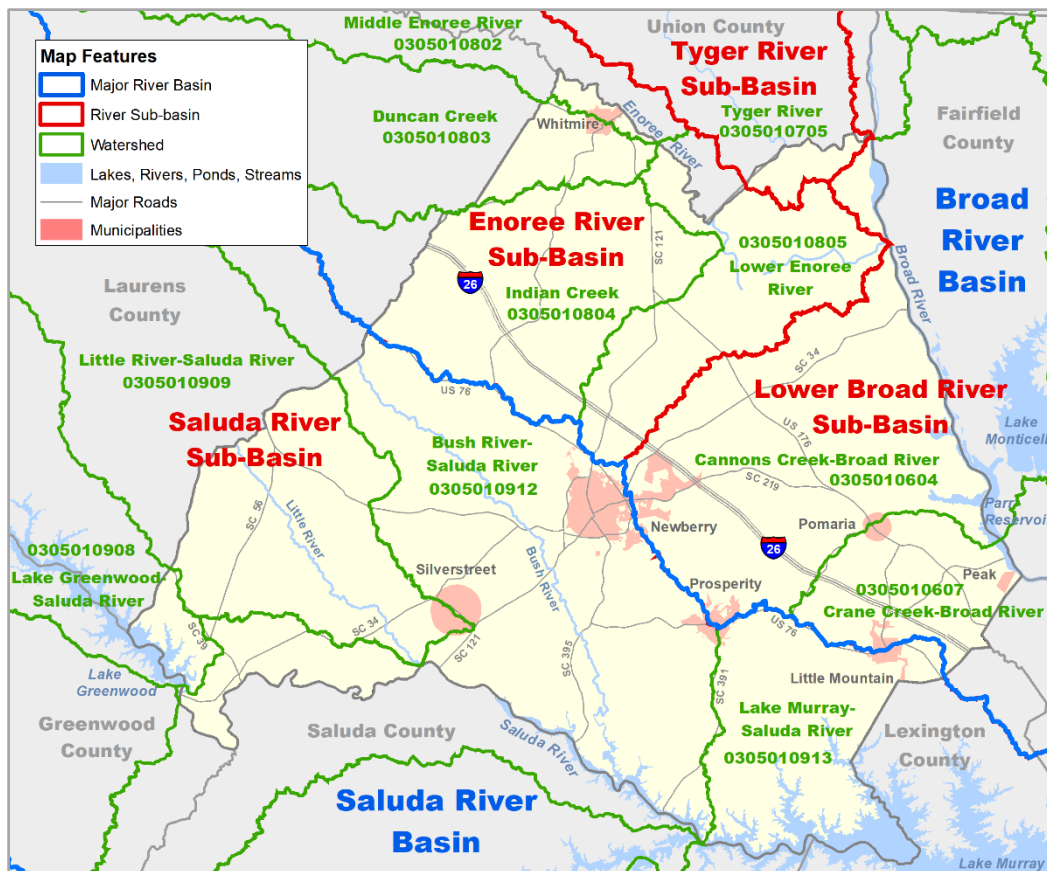 Middle Enoree River
0305010802
Union County
Tyger River
Sub-Basin
Tyger River
0305010705
Map Features
Major River Basin
River Sub-basin
Watershed
Lakes, Rivers, Ponds, Streams
Major Roads
Municipalities
Duncan Creek
0305010803
Whitmire
Enoree River
Fairfield
County
Broad
River
Basin
Enoree River
Sub-Basin
SC 121
0305010805
Lower Enoree
River
Broad River
26
Indian Creek
0305010804
Laurens
County
Little River-Saluda River
0305010909
US 76
SC 34
Lower Broad River
Sub-Basin
US 176
Lake
Monticell
Saluda River
Sub-Basin
Bush River-
Saluda River
0305010912
Cannons Creek-Broad River
0305010604
SC 219
SC 56
Little River
Parr
Reservoi
Newberry
Pomaria
26
0305010908
Lake Greenwood-
Saluda River
Silverstreet
Bush River
Prosperity
Peak
0305010607
Crane Creek-Broad River
US 76
SC 34
SC 121
SC 39
SC 395
SC 391
Lake
Greenwood
Little Mountain
Greenwood
County
Saluda County
Saluda River
Lake Murray-
Saluda River
0305010913
Lexington
County
Saluda River
Basin
Lake Murray